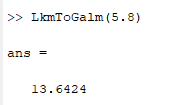 >> LkmToGalm(5.8)
ans =
13.6424